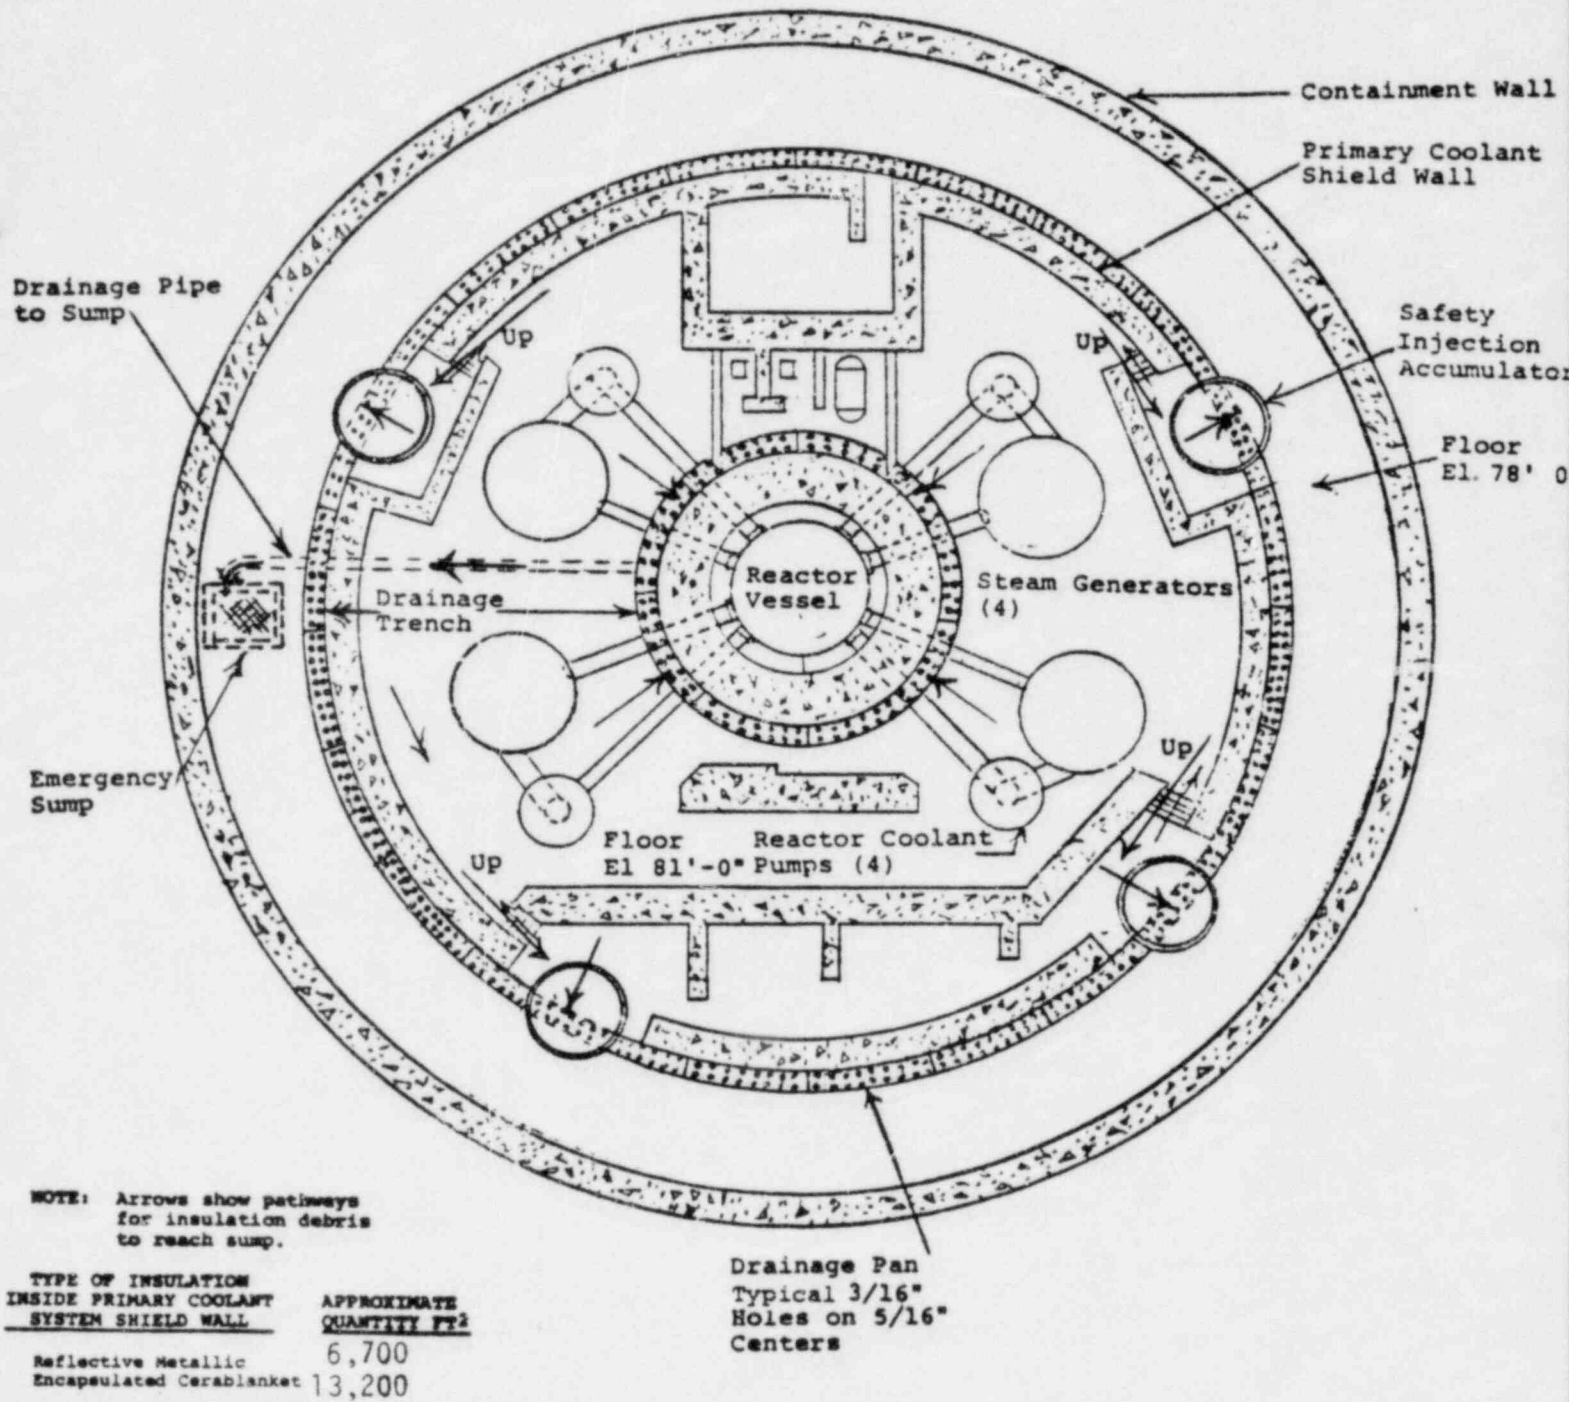 Containment Wall
Primary Coolant
Shield Wall
Drainage Pipe
to Sump
Up
Up
Safety
Injection
Accumulator
Floor
El. 78' 0
Reactor
Vessel
Steam Generators
(4)
Drainage
Trench
Emergency
Sump
Up
Up
Floor
El 81'-0"
Reactor Coolant
Pumps (4)
NOTE: Arrows show pathways
for insulation debris
to reach sump.
TYPE OF INSULATION
INSIDE PRIMARY COOLANT
SYSTEM SHIELD WALL
APPROXIMATE
QUANTITY FT2
Reflective Metallic 6,700
Encapsulated Cerablanket 13,200
Drainage Pan
Typical 3/16"
Holes on 5/16"
Centers